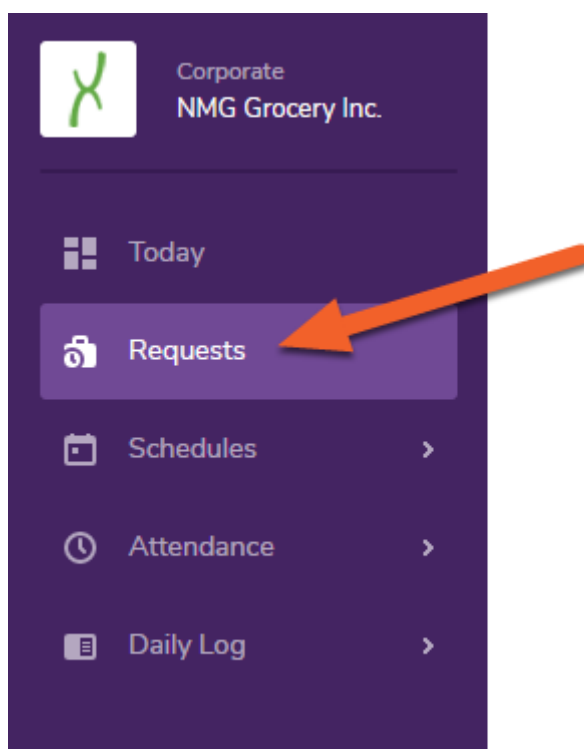 Corporate
NMG Grocery Inc.
Today
Requests
Schedules
Attendance
Daily Log